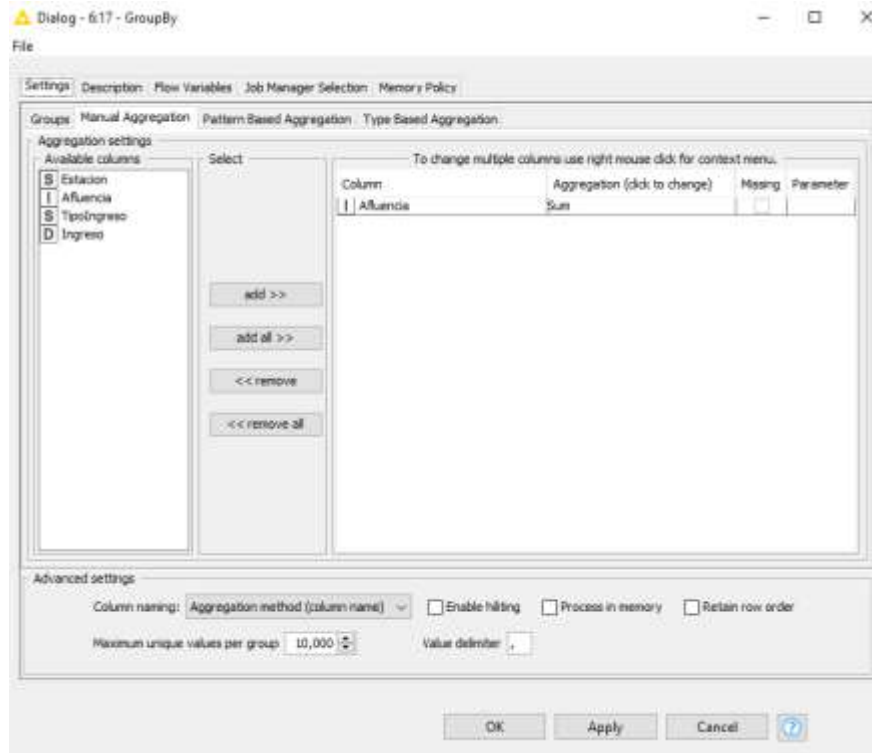 Dialog - 6:17 - GroupBy
File
Settings Description Flow Variables Job Manager Selection Memory Policy
Groups Manual Aggregation Pattern Based Aggregation Type Based Aggregation
Aggregation settings
Available columns Select To change multiple columns use right mouse click for context menu.
S Estacion
I Afluencia
S TipoIngreso
D Ingreso
Column Aggregation (click to change) Missing Parameter
I Afluencia Sum
add >>
add all >>
<< remove
<< remove all
Advanced settings
Column naming: Aggregation method (column name) Enable hiliting Process in memory Retain row order
Maximum unique values per group 10,000 Value delimiter ,
OK Apply Cancel ?